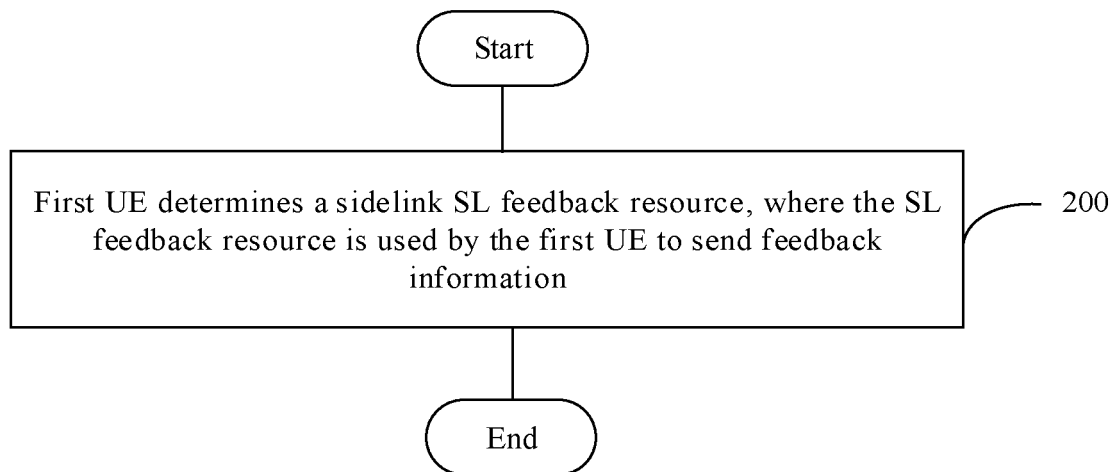 Start
First UE determines a sidelink SL feedback resource, where the SL
feedback resource is used by the first UE to send feedback
information
200
End